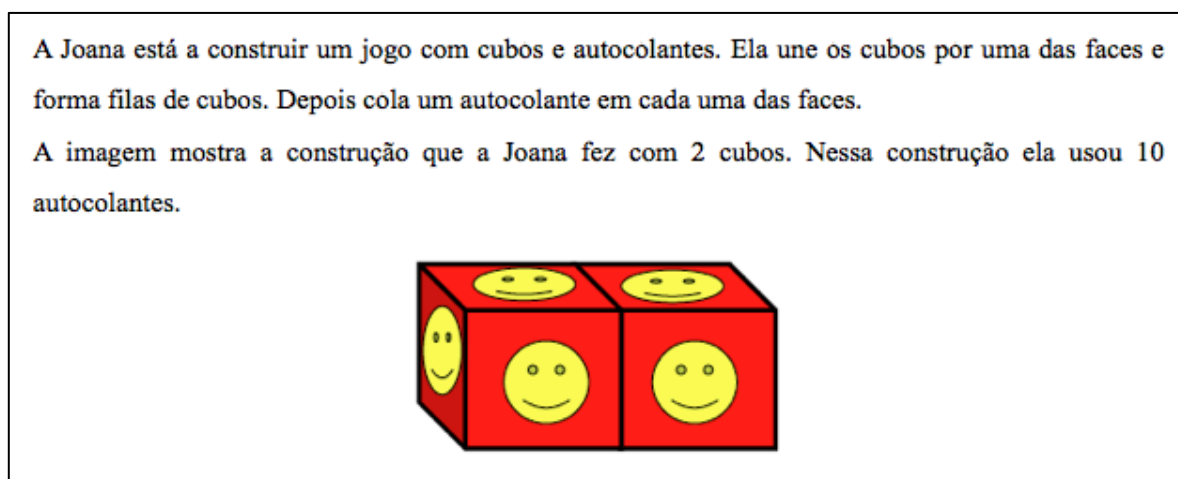 A Joana está a construir um jogo com cubos e autocolantes. Ela une os cubos por uma das faces e
forma filas de cubos. Depois cola um autocolante em cada uma das faces.
A imagem mostra a construção que a Joana fez com 2 cubos. Nessa construção ela usou 10
autocolantes.